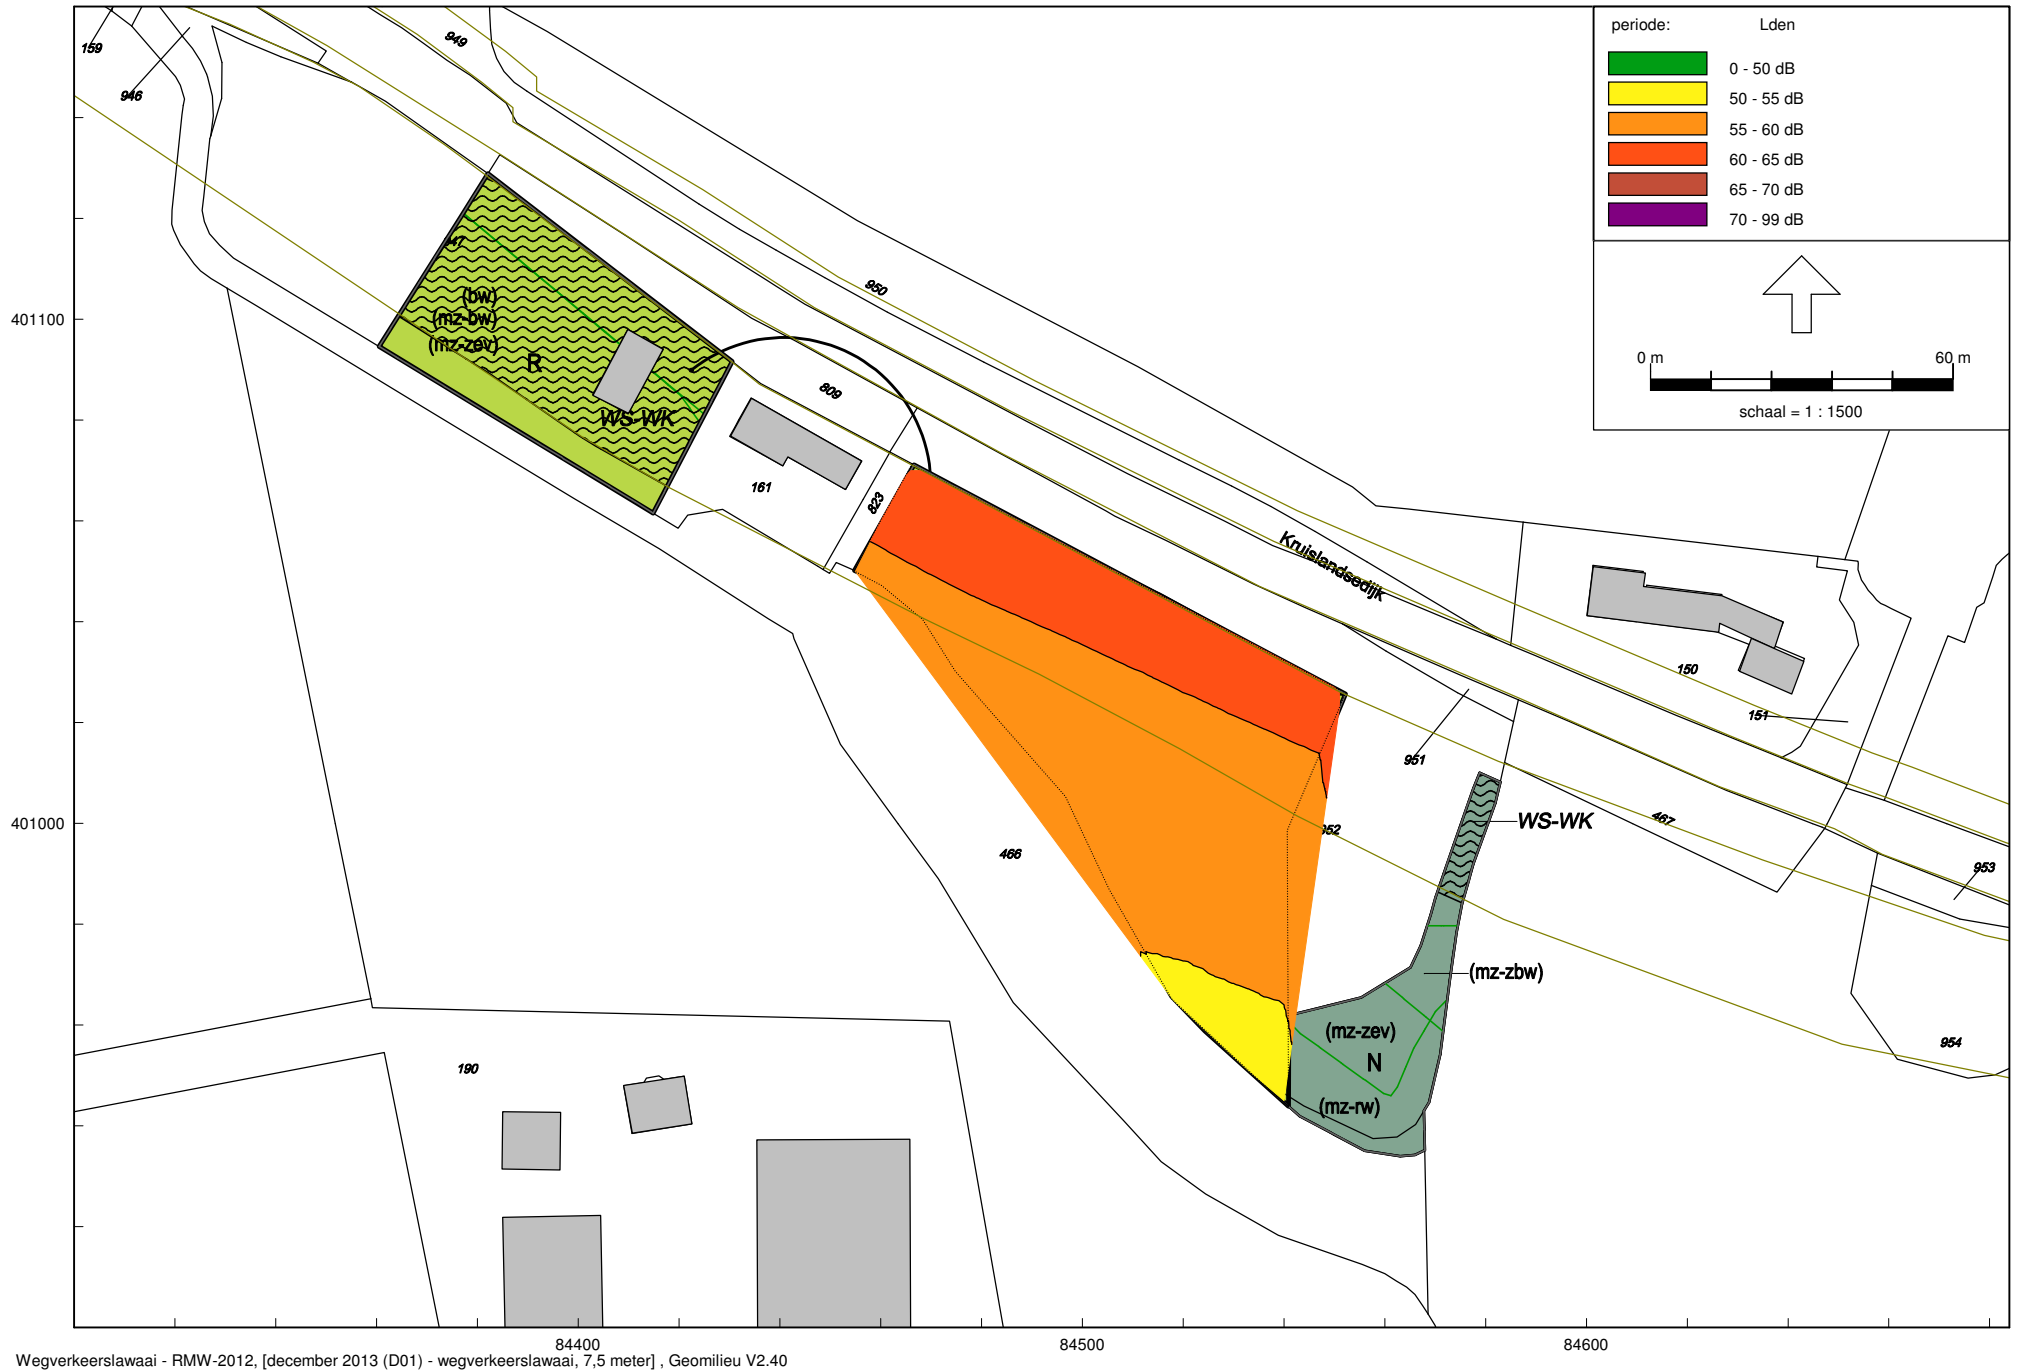 periode: Lden
0 - 50 dB
50 - 55 dB
55 - 60 dB
60 - 65 dB
65 - 70 dB
70 - 99 dB
0 m 60 m
schaal = 1 : 1500
159
946
949
950
(bw)
(mz-bw)
(mz-zev)
R
WS-WK
809
161
823
Kruislandsedijk
150
151
951
WS-WK
467
466
953
(mz-zbw)
(mz-zev)
N
(mz-rw)
954
190
401100
401000
84400 84500 84600
Wegverkeerslawaai - RMW-2012, [december 2013 (D01) - wegverkeerslawaai, 7,5 meter] , Geomilieu V2.40